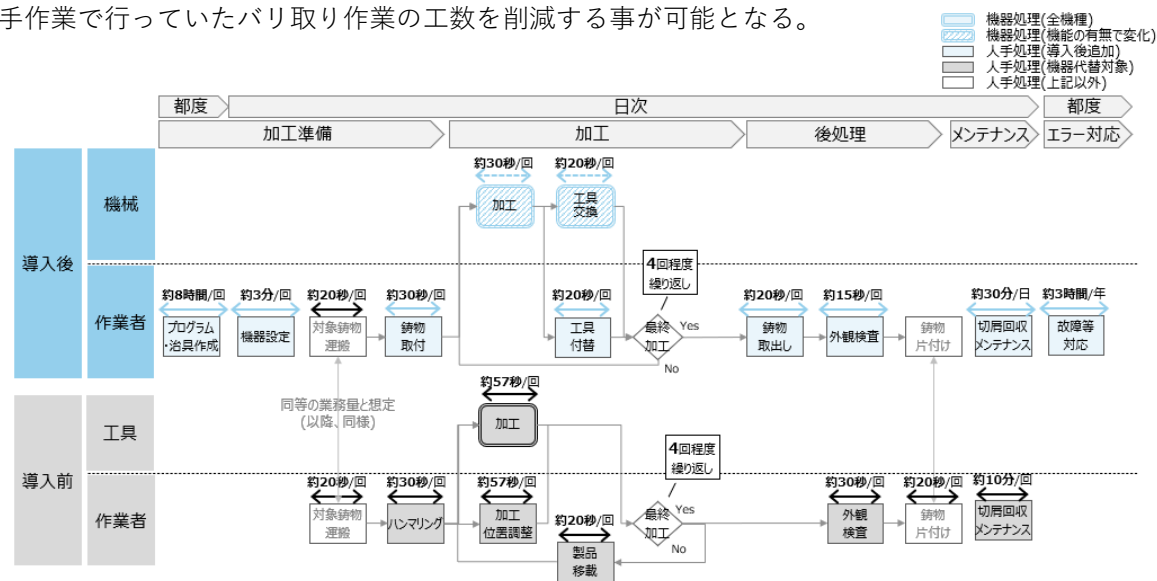 手作業で行っていたバリ取り作業の工数を削減する事が可能となる。
機器処理(全機種)
機器処理(機能の有無で変化)
人手処理(導入後追加)
人手処理(機器代替対象)
人手処理(上記以外)
都度
日次
都度
加工準備
加工
後処理
メンテナンス
エラー対応
導入後
機械
約30秒/回
約20秒/回
加工
工具
交換
作業者
約8時間/回
約3分/回
約20秒/回
約30秒/回
約20秒/回
4回程度
繰り返し
約20秒/回
約15秒/回
約30分/日
約3時間/年
プログラム
・治具作成
機器設定
対象鋳物
運搬
鋳物
取付
工具
付替
最終
加工
Yes
No
鋳物
取出し
外観検査
鋳物
片付け
切屑回収
メンテナンス
故障等
対応
同等の業務量と想定
(以降、同様)
導入前
工具
約57秒/回
加工
4回程度
繰り返し
作業者
約20秒/回
約30秒/回
約57秒/回
約20秒/回
約30秒/回
約20秒/回
約10分/回
対象鋳物
運搬
ハンマリング
加工
位置調整
製品
移載
最終
加工
Yes
No
外観
検査
鋳物
片付け
切屑回収
メンテナンス